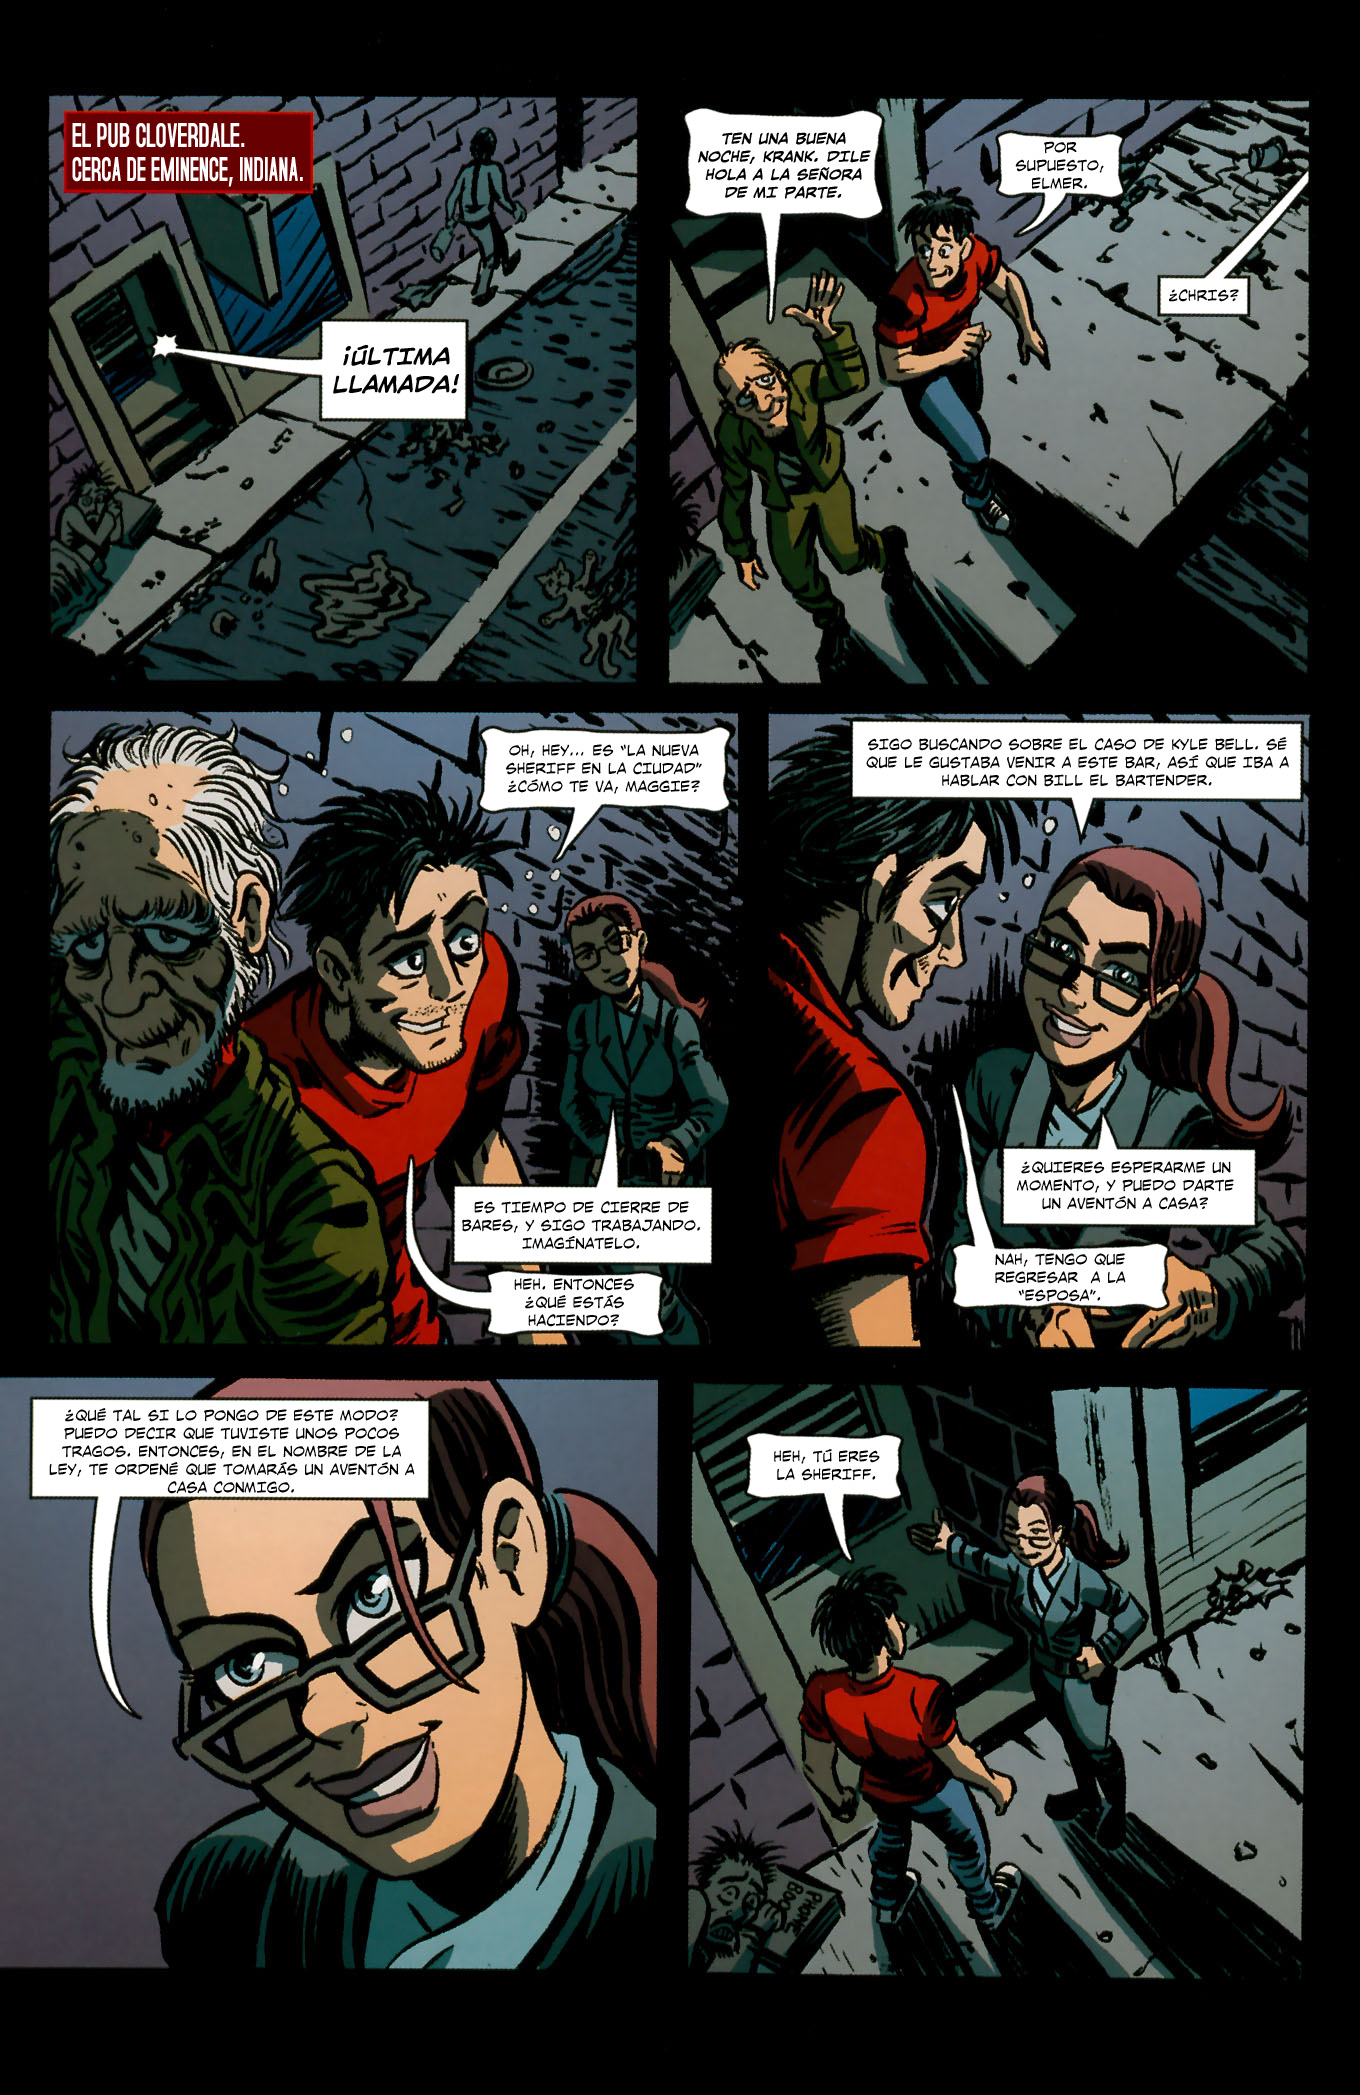 EL PUB CLOVERDALE.
CERCA DE EMINENCE, INDIANA.
¡ÚLTIMA
LLAMADA!
TEN UNA BUENA
NOCHE, KRANK. DILE
HOLA A LA SEÑORA
DE MI PARTE.
POR
SUPUESTO,
ELMER.
¿CHRIS?
OH, HEY... ES "LA NUEVA
SHERIFF EN LA CIUDAD"
¿CÓMO TE VA, MAGGIE?
ES TIEMPO DE CIERRE DE
BARES, Y SIGO TRABAJANDO.
IMAGÍNATELO.
HEH. ENTONCES
¿QUÉ ESTÁS
HACIENDO?
SIGO BUSCANDO SOBRE EL CASO DE KYLE BELL. SÉ
QUE LE GUSTABA VENIR A ESTE BAR, ASÍ QUE IBA A
HABLAR CON BILL EL BARTENDER.
¿QUIERES ESPERARME UN
MOMENTO, Y PUEDO DARTE
UN AVENTÓN A CASA?
NAH, TENGO QUE
REGRESAR A LA
"ESPOSA".
¿QUÉ TAL SI LO PONGO DE ESTE MODO?
PUEDO DECIR QUE TUVISTE UNOS POCOS
TRAGOS. ENTONCES, EN EL NOMBRE DE LA
LEY, TE ORDENÉ QUE TOMARÁS UN AVENTÓN A
CASA CONMIGO.
HEH, TÚ ERES
LA SHERIFF.
PHONE
BOOK